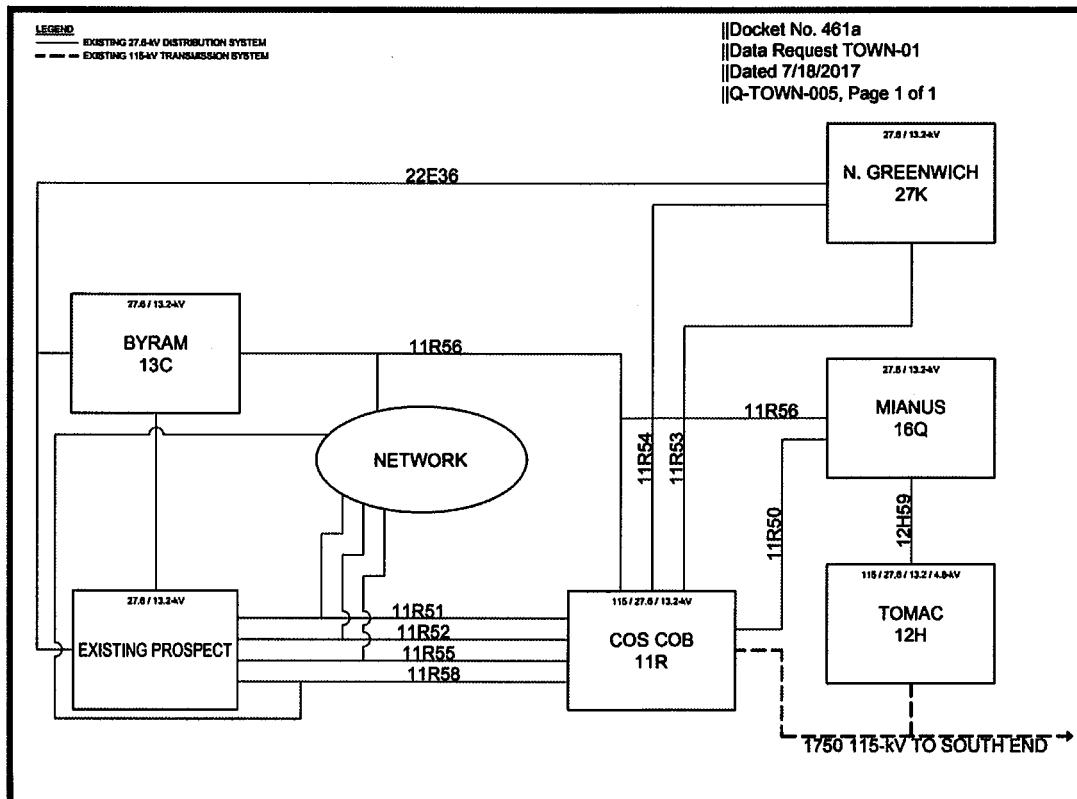 LEGEND
EXISTING 27.6-kV DISTRIBUTION SYSTEM
EXISTING 115-kV TRANSMISSION SYSTEM
||Docket No. 461a
||Data Request TOWN-01
||Dated 7/18/2017
||Q-TOWN-005, Page 1 of 1
27.6 / 13.2-kV
N. GREENWICH
27K
22E36
27.6 / 13.2-kV
BYRAM
13C
11R56
27.6 / 13.2-kV
MIANUS
16Q
11R56
NETWORK
11R54
11R53
11R50
12H59
27.6 / 13.2-kV
EXISTING PROSPECT
11R51
11R52
11R55
11R58
115 / 27.6 / 13.2-kV
COS COB
11R
115 / 27.6 / 13.2 / 4.8-kV
TOMAC
12H
1750 115-kV TO SOUTH END